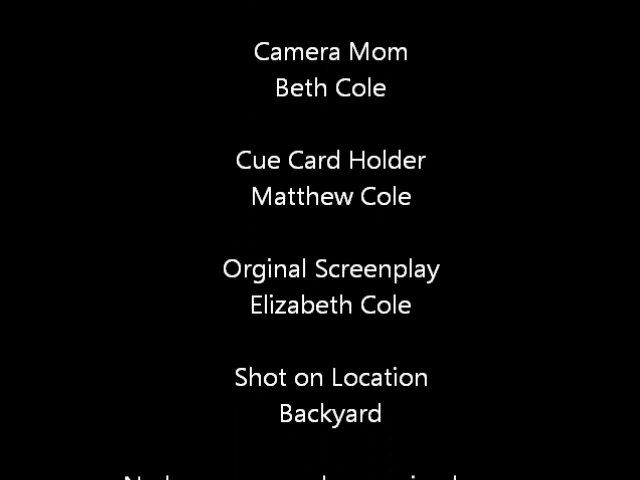 Camera Mom
Beth Cole
Cue Card Holder
Matthew Cole
Orginal Screenplay
Elizabeth Cole
Shot on Location
Backyard